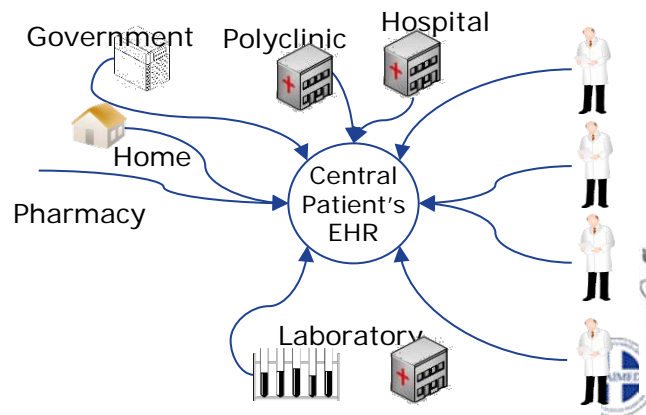 Government
Polyclinic
Hospital
Home
Pharmacy
Central
Patient's
EHR
Laboratory